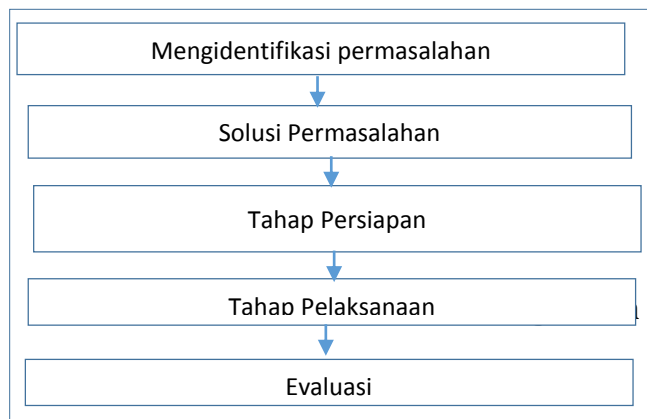 Mengidentifikasi permasalahan
Solusi Permasalahan
Tahap Persiapan
Tahap Pelaksanaan
Evaluasi